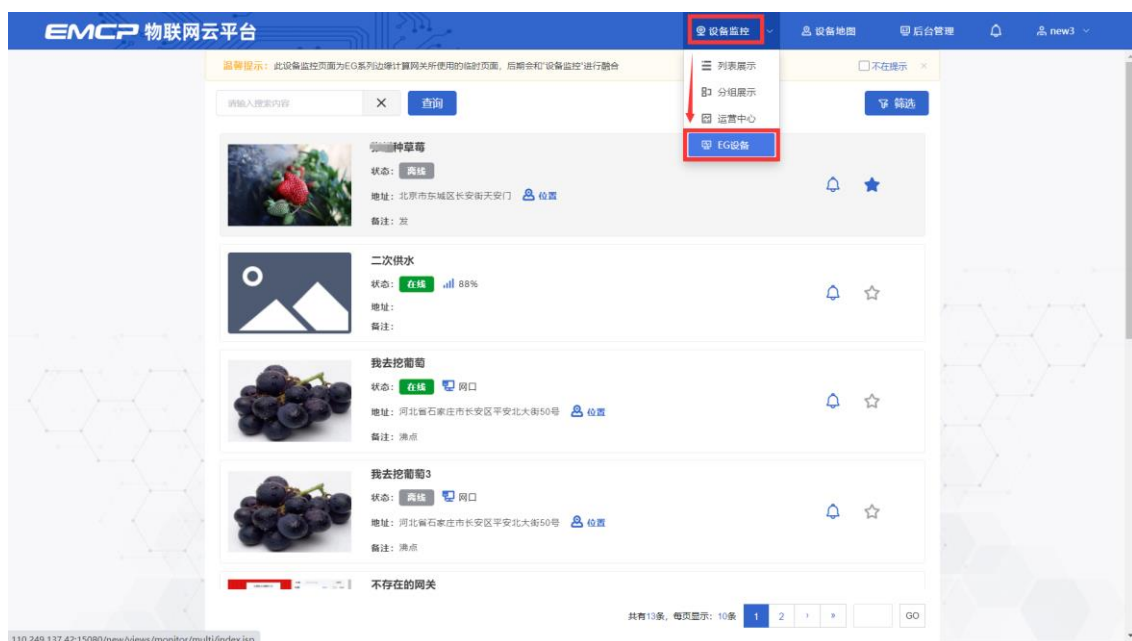 EMCP 物联网云平台
设备监控
设备地图
后台管理
new3
温馨提示：此设备监控页面为EG系列边缘计算网关所使用的临时页面，后期会和"设备监控"进行融合
不在提示
列表展示
分组展示
运营中心
EG设备
请输入搜索内容
查询
筛选
种草莓
状态： 离线
地址：北京市东城区长安街天安门 位置
备注：发
二次供水
状态： 在线 88%
地址：
备注：
我去挖葡萄
状态： 在线 网口
地址：河北省石家庄市长安区平安北大街50号 位置
备注：沸点
我去挖葡萄3
状态： 离线 网口
地址：河北省石家庄市长安区平安北大街50号 位置
备注：沸点
不存在的网关
共有13条，每页显示：10条 1 2 › » GO
110.249.137.42:15080/new/views/monitor/multi/index.jsp